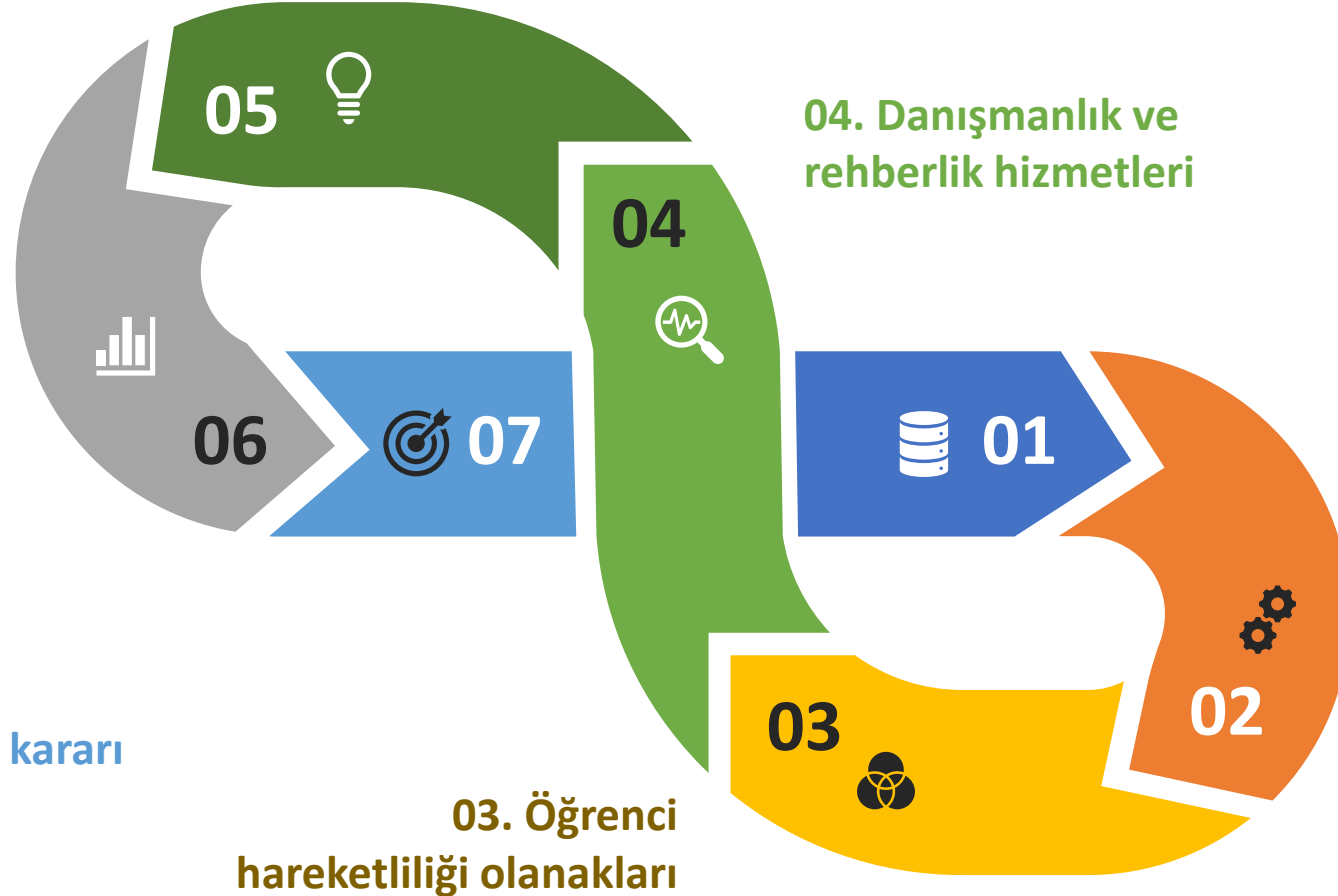 05
04. Danışmanlık ve
rehberlik hizmetleri
04
06
07
01
02
03
kararı
03. Öğrenci
hareketliliği olanakları